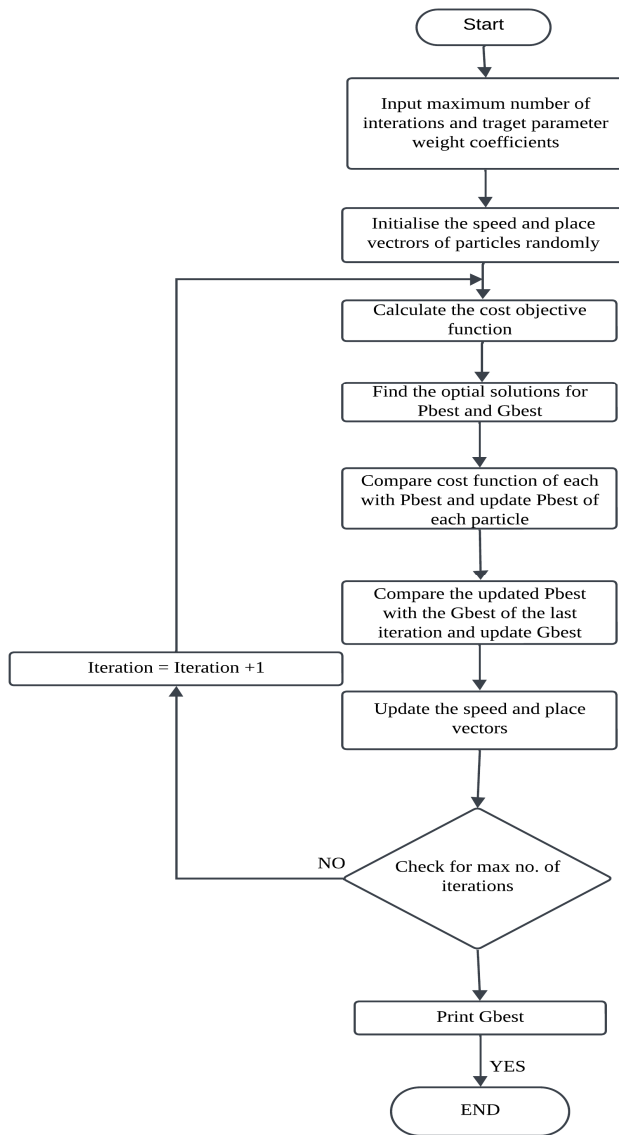 Start
Input maximum number of
interations and traget parameter
weight coefficients
Initialise the speed and place
vectrors of particles randomly
Calculate the cost objective
function
Find the optial solutions for
Pbest and Gbest
Compare cost function of each
with Pbest and update Pbest of
each particle
Compare the updated Pbest
with the Gbest of the last
iteration and update Gbest
Iteration = Iteration +1
Update the speed and place
vectors
NO
Check for max no. of
iterations
Print Gbest
YES
END